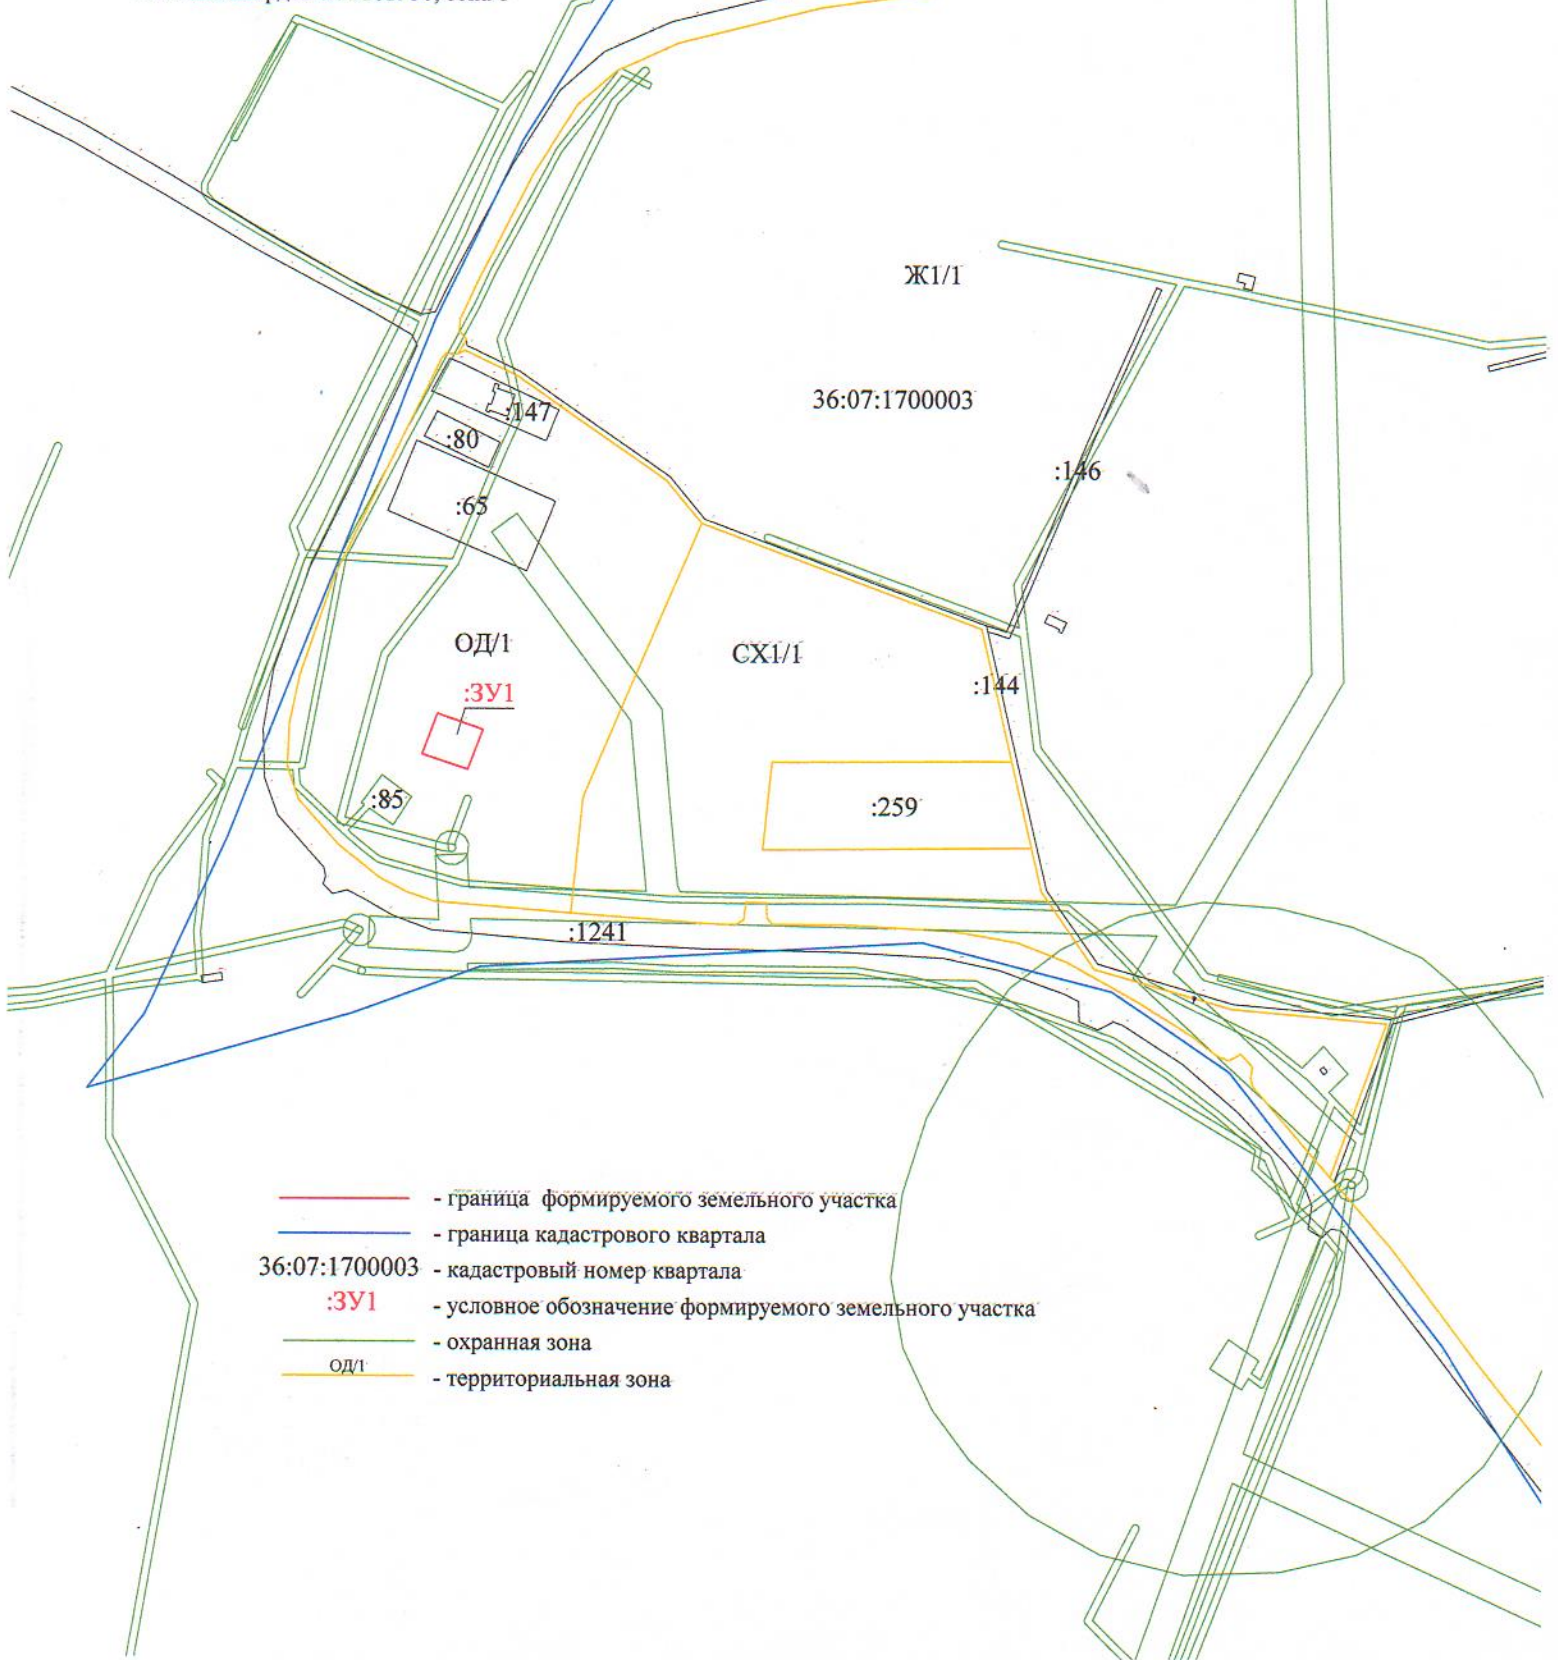 Ж1/1
36:07:1700003
:147
:80
:146
:65
ОД/1
СХ1/1
:ЗУ1
:144
:85
:259
:1241
- граница формируемого земельного участка
- граница кадастрового квартала
36:07:1700003 - кадастровый номер квартала
:ЗУ1 - условное обозначение формируемого земельного участка
- охранная зона
ОД/1 - территориальная зона